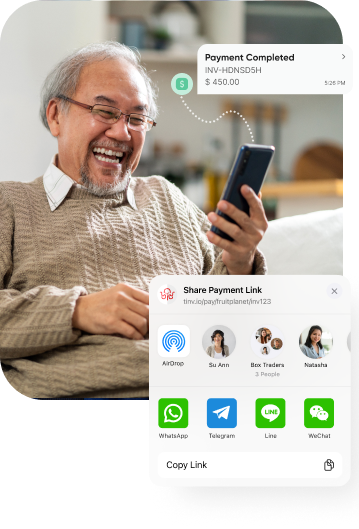 Payment Completed
INV-HDNSD5H
$ 450.00
5:26 PM
$
Share Payment Link
tinv.io/pay/fruitplanet/inv123
AirDrop
Su Ann
Box Traders
3 People
Natasha
WhatsApp
Telegram
LINE
Line
WeChat
Copy Link